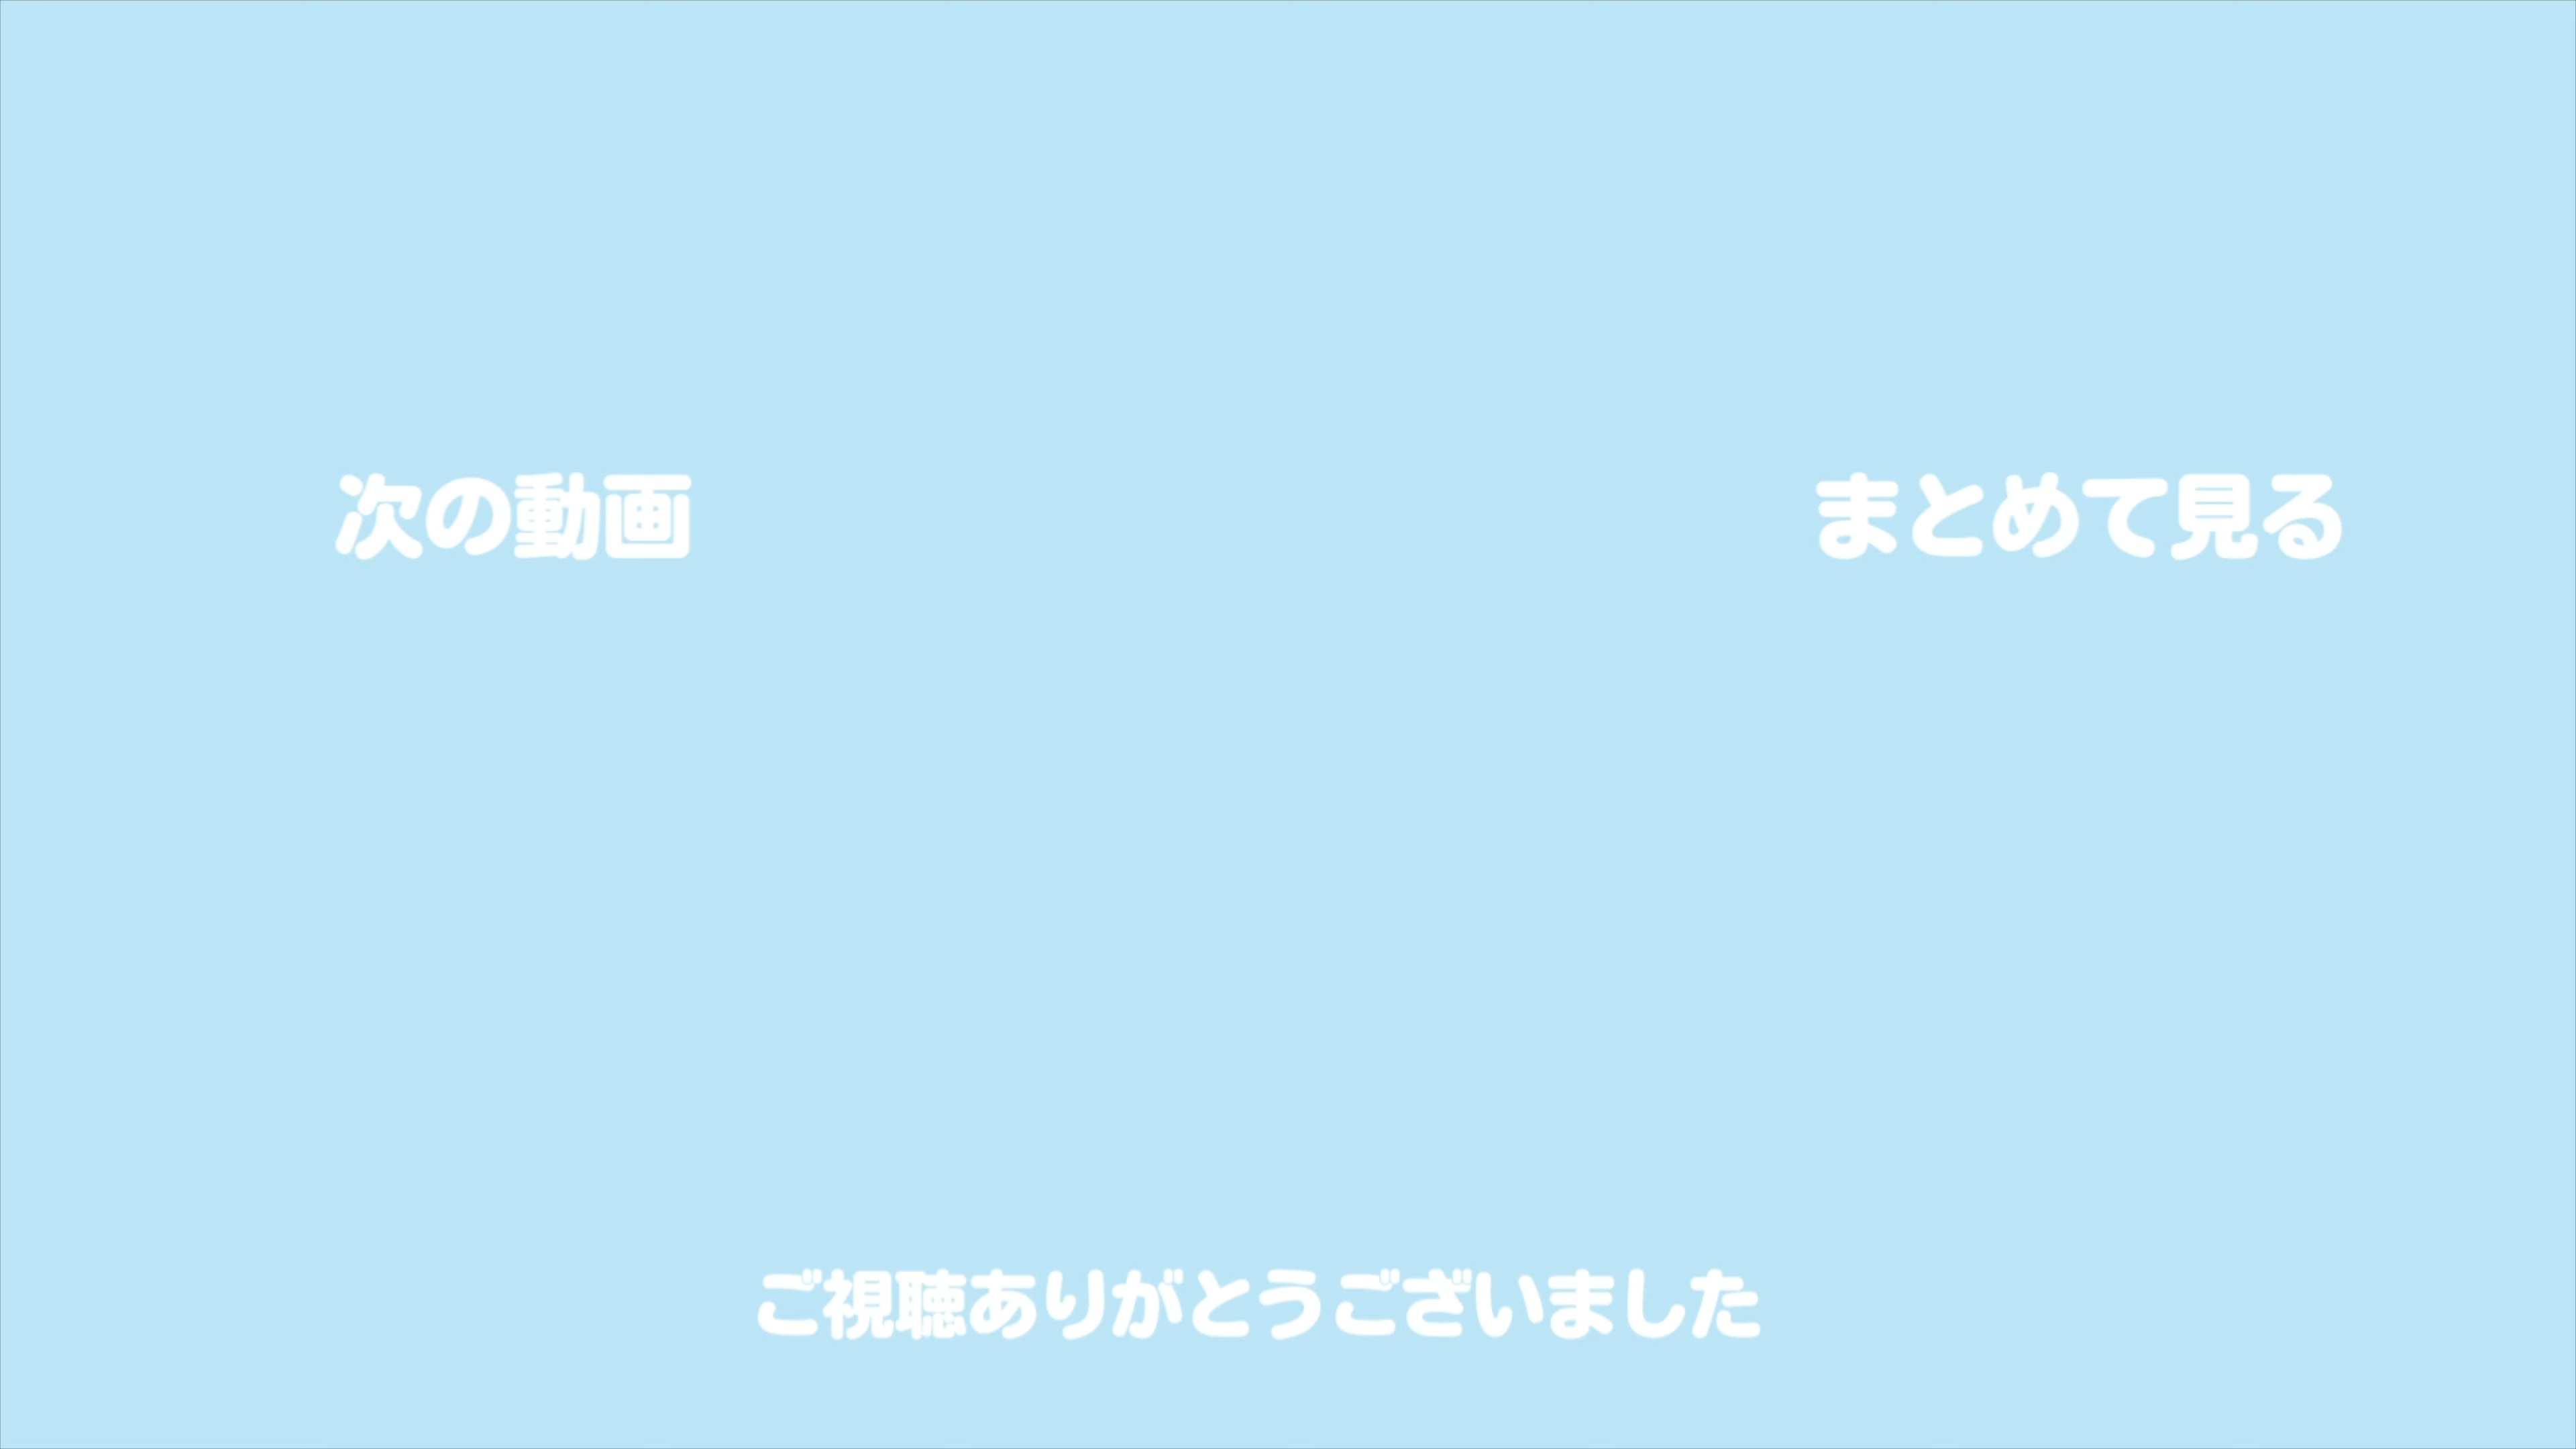 次の動画
まとめて見る
ご視聴ありがとうございました